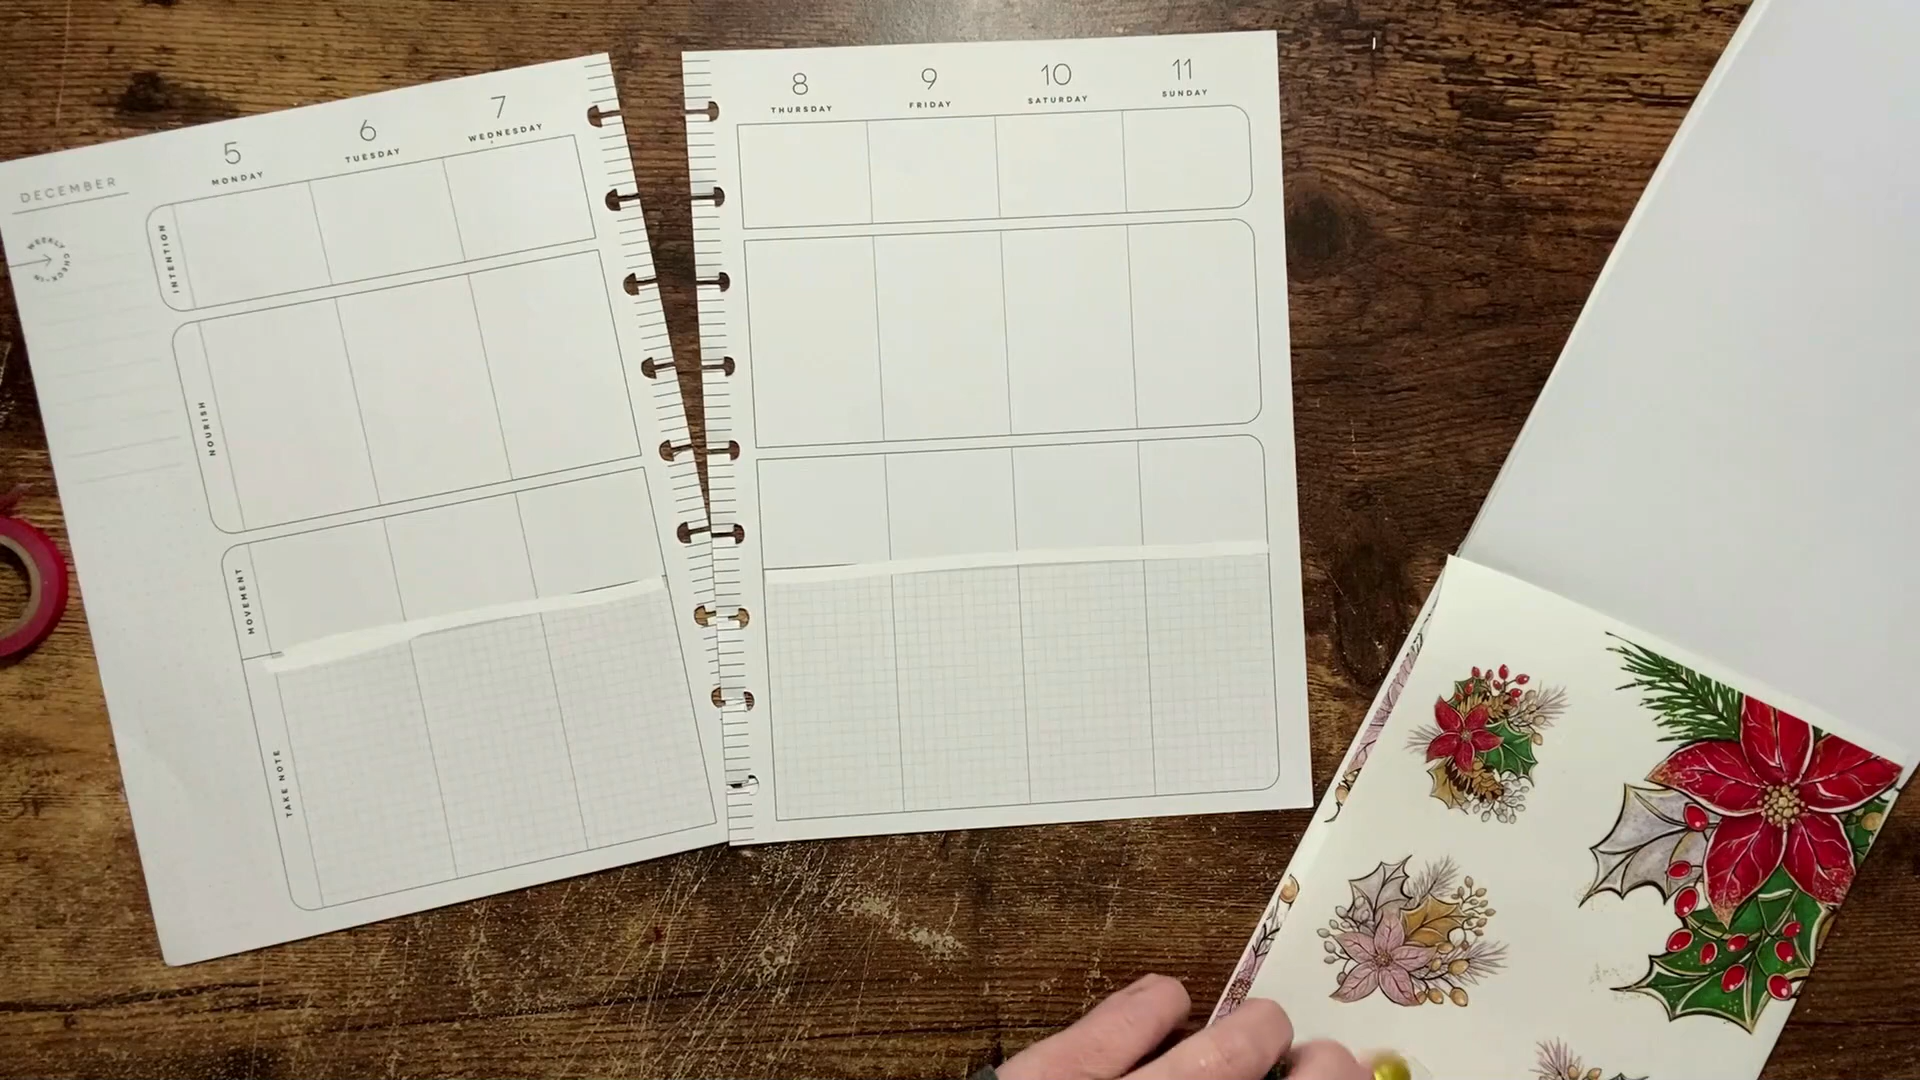 DECEMBER
WEEKLY CHECK-IN
5
MONDAY
6
TUESDAY
7
WEDNESDAY
INTENTION
NOURISH
MOVEMENT
TAKE NOTE
8
THURSDAY
9
FRIDAY
10
SATURDAY
11
SUNDAY